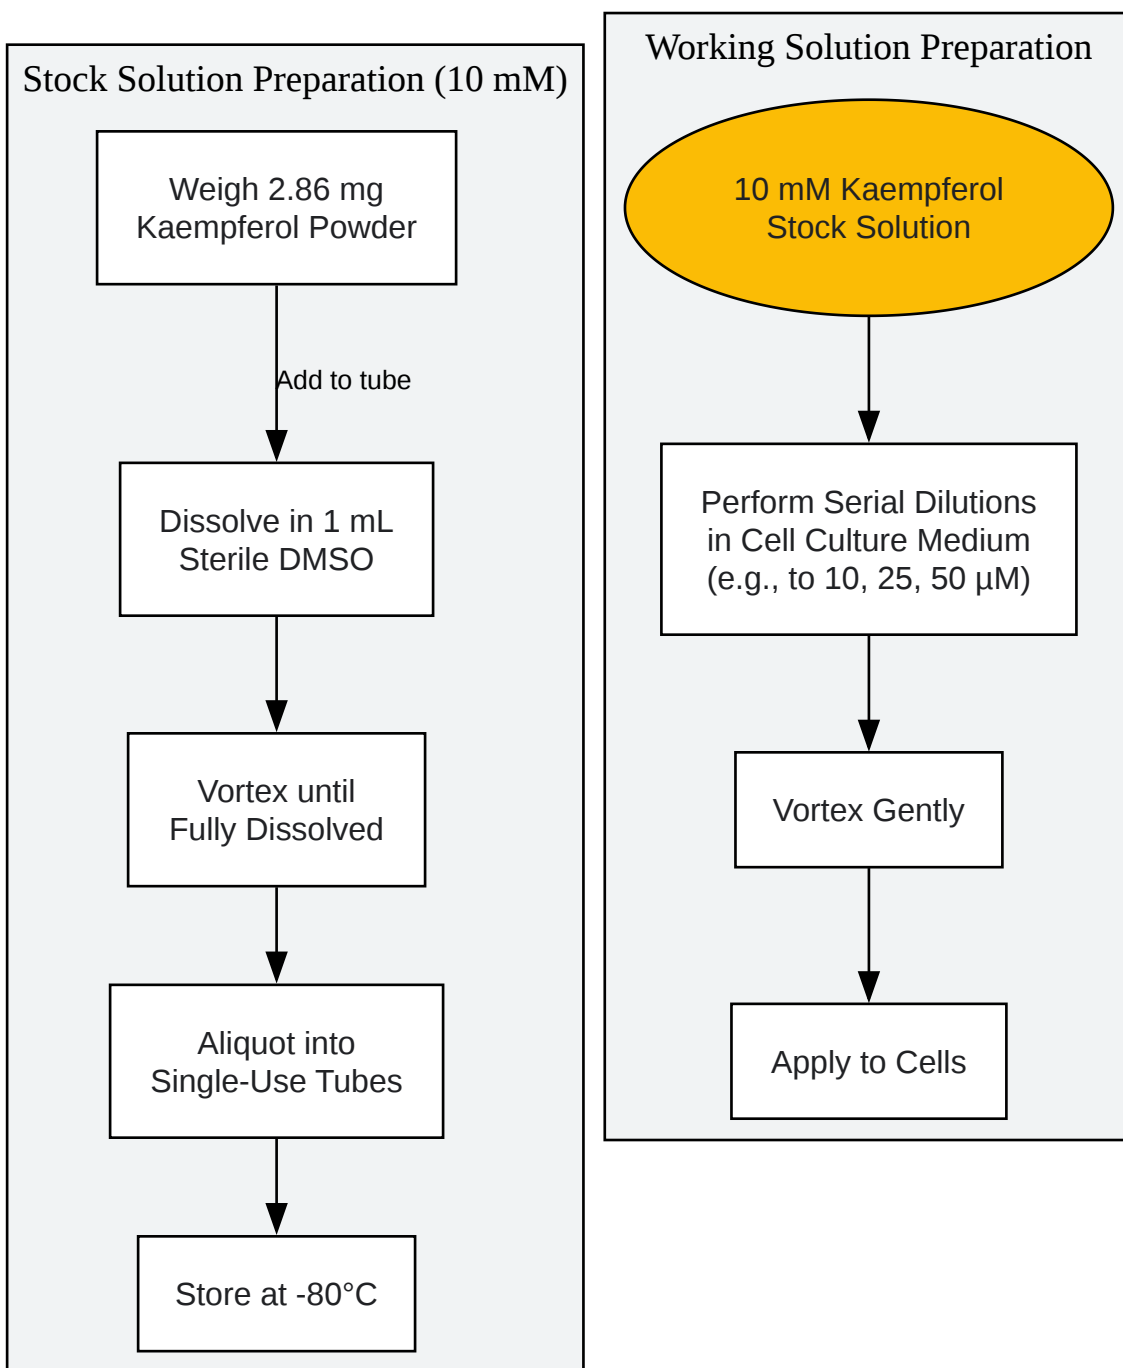 Stock Solution Preparation (10 mM)
Weigh 2.86 mg
Kaempferol Powder
Add to tube
Dissolve in 1 mL
Sterile DMSO
Vortex until
Fully Dissolved
Aliquot into
Single-Use Tubes
Store at -80°C
Working Solution Preparation
10 mM Kaempferol
Stock Solution
Perform Serial Dilutions
in Cell Culture Medium
(e.g., to 10, 25, 50 µM)
Vortex Gently
Apply to Cells